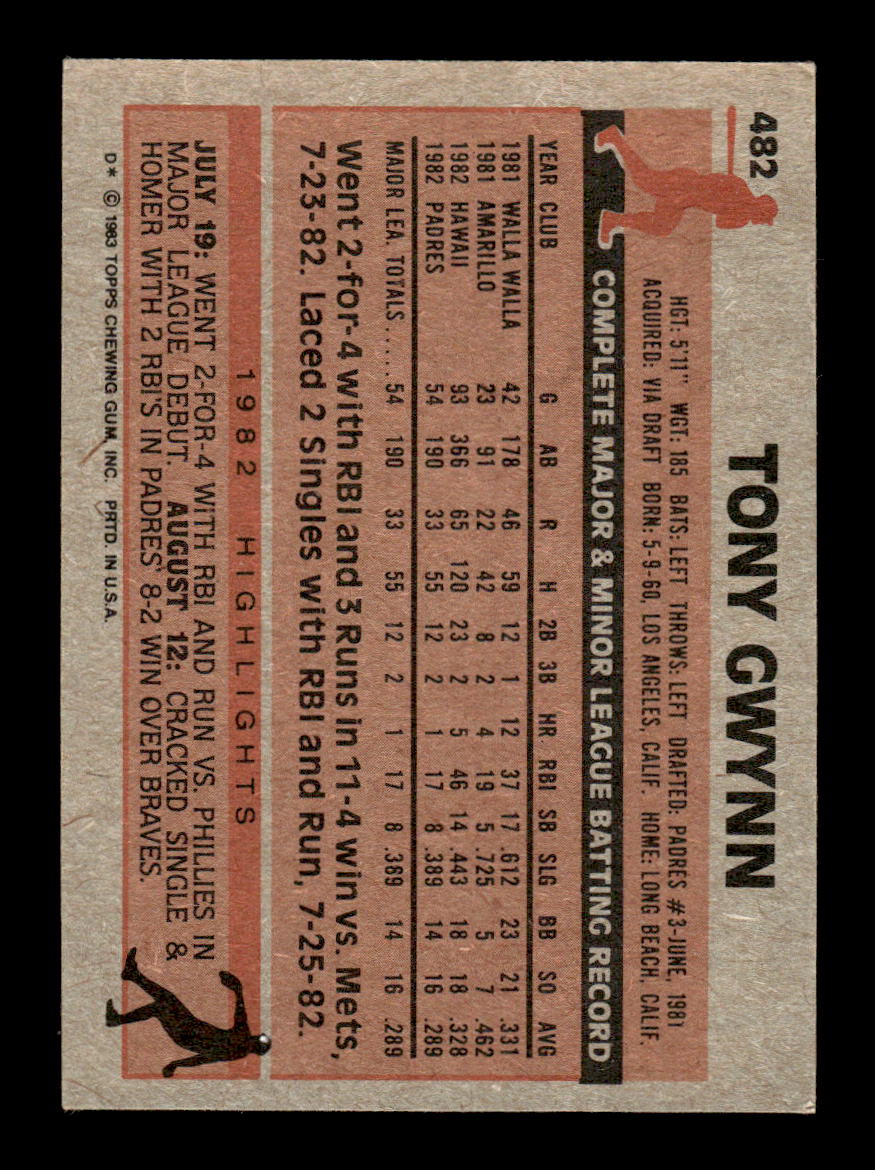 482
TONY GWYNN
HGT: 5'11" WGT: 185 BATS: LEFT THROWS: LEFT DRAFTED: PADRES #3-JUNE, 1981
ACQUIRED: VIA DRAFT BORN: 5-9-60, LOS ANGELES, CALIF. HOME: LONG BEACH, CALIF.
COMPLETE MAJOR & MINOR LEAGUE BATTING RECORD
YEAR CLUB G AB R H 2B 3B HR RBI SB SLG BB SO AVG
1981 WALLA WALLA 42 178 46 59 12 1 12 37 17 .612 23 21 .331
1981 AMARILLO 23 91 22 42 8 2 4 19 5 .725 5 7 .462
1982 HAWAII 93 366 65 120 23 2 5 46 14 .443 18 18 .328
1982 PADRES 54 190 33 55 12 2 1 17 8 .389 14 16 .289
MAJOR LEA. TOTALS ..... 54 190 33 55 12 2 1 17 8 .389 14 16 .289
Went 2-for-4 with RBI and 3 Runs in 11-4 win vs. Mets,
7-23-82. Laced 2 Singles with RBI and Run, 7-25-82.
1982 HIGHLIGHTS
JULY 19: WENT 2-FOR-4 WITH RBI AND RUN VS. PHILLIES IN
MAJOR LEAGUE DEBUT. AUGUST 12: CRACKED SINGLE &
HOMER WITH 2 RBI'S IN PADRES' 8-2 WIN OVER BRAVES.
D* © 1983 TOPPS CHEWING GUM, INC. PRTD. IN U.S.A.